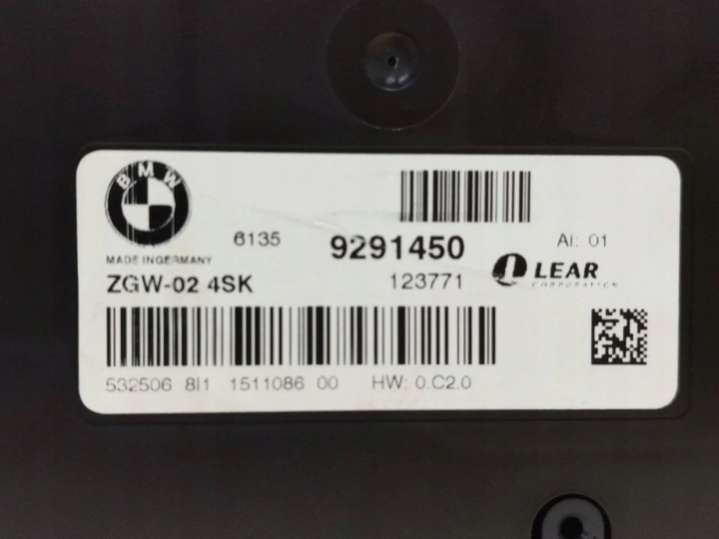 BMW
6135 9291450 AI: 01
MADE IN GERMANY
ZGW-02 4SK 123771 LEAR
CORPORATION
532506 8I1 1511086 00 HW: 0.C2.0